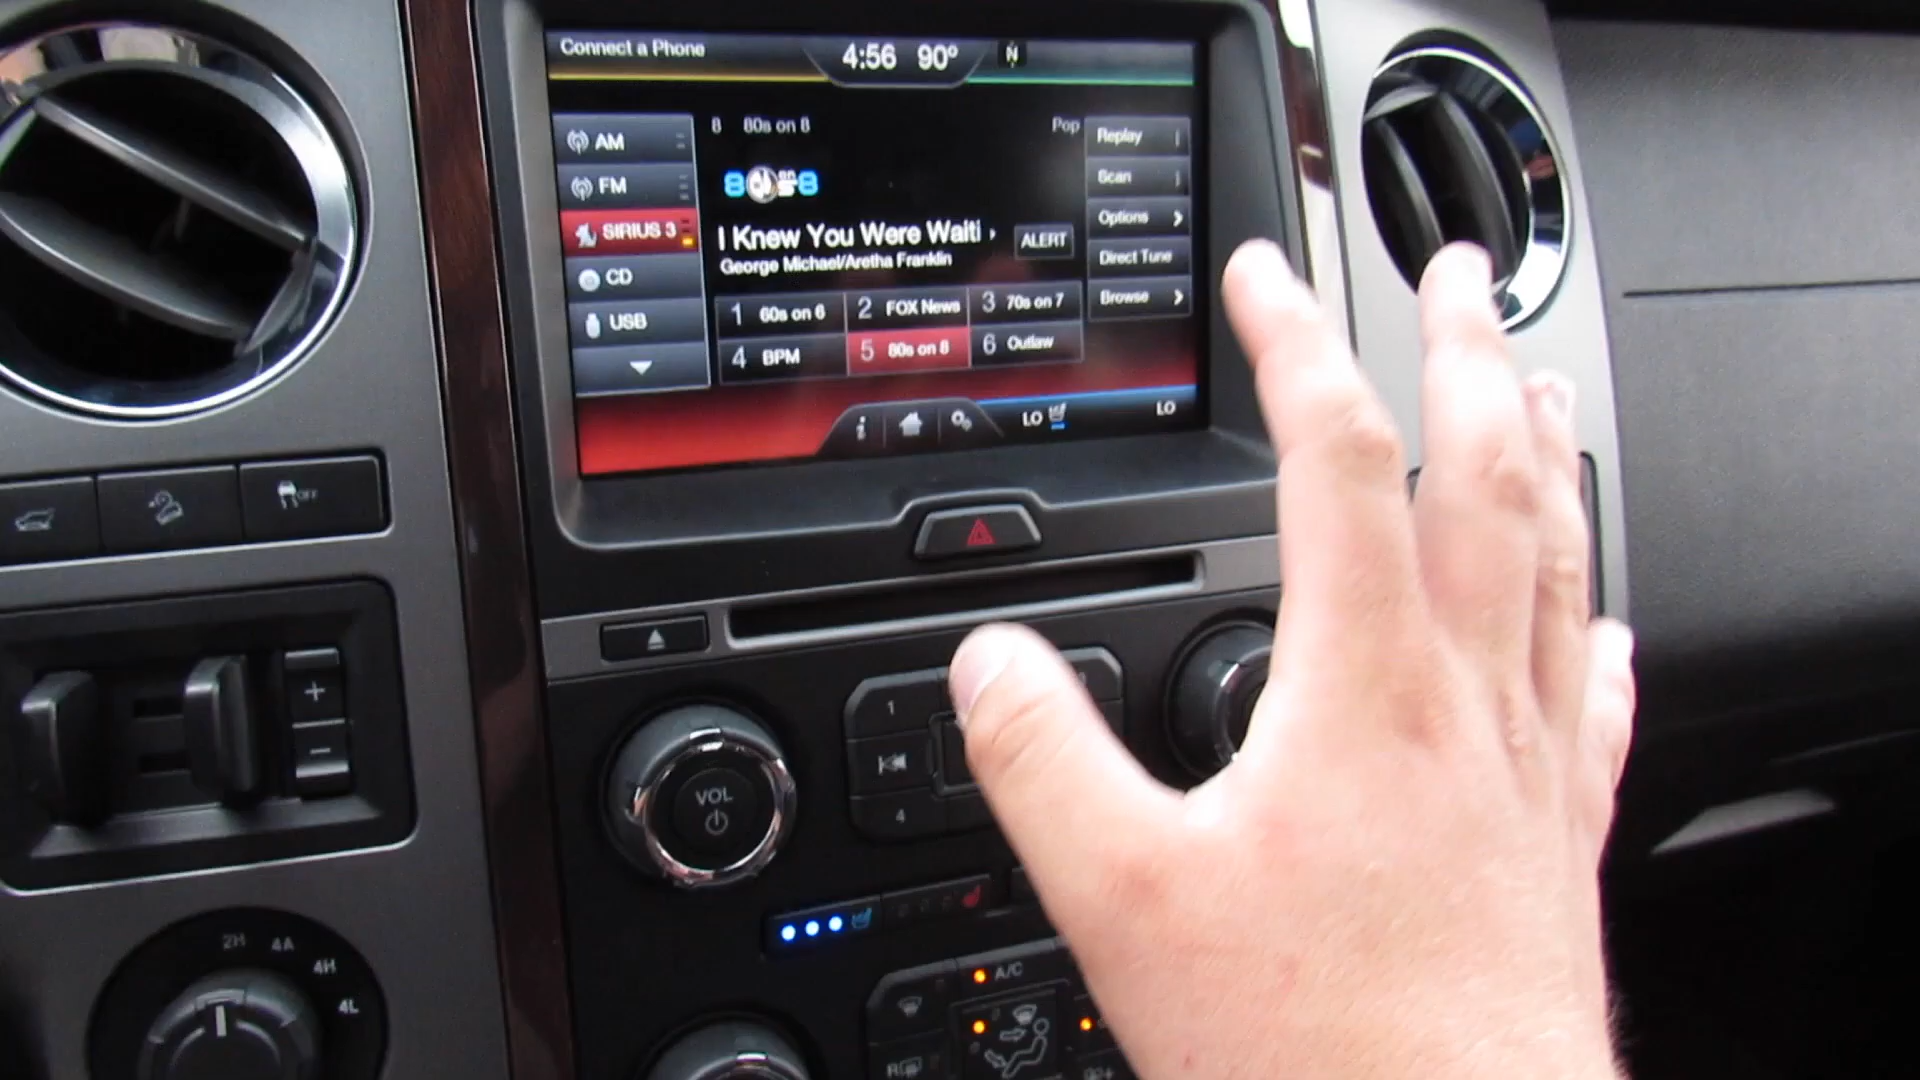 Connect a Phone
4:56 90° N
AM
FM
SIRIUS 3
CD
USB
8 80s on 8
Pop
8 on 8
I Knew You Were Waiti
George Michael/Aretha Franklin
ALERT
1 60s on 6
2 FOX News
3 70s on 7
4 BPM
5 80s on 8
6 Outlaw
Replay
Scan
Options
Direct Tune
Browse
i
LO
LO
OFF
+
−
1
4
VOL
2H
4A
4H
4L
A/C
R